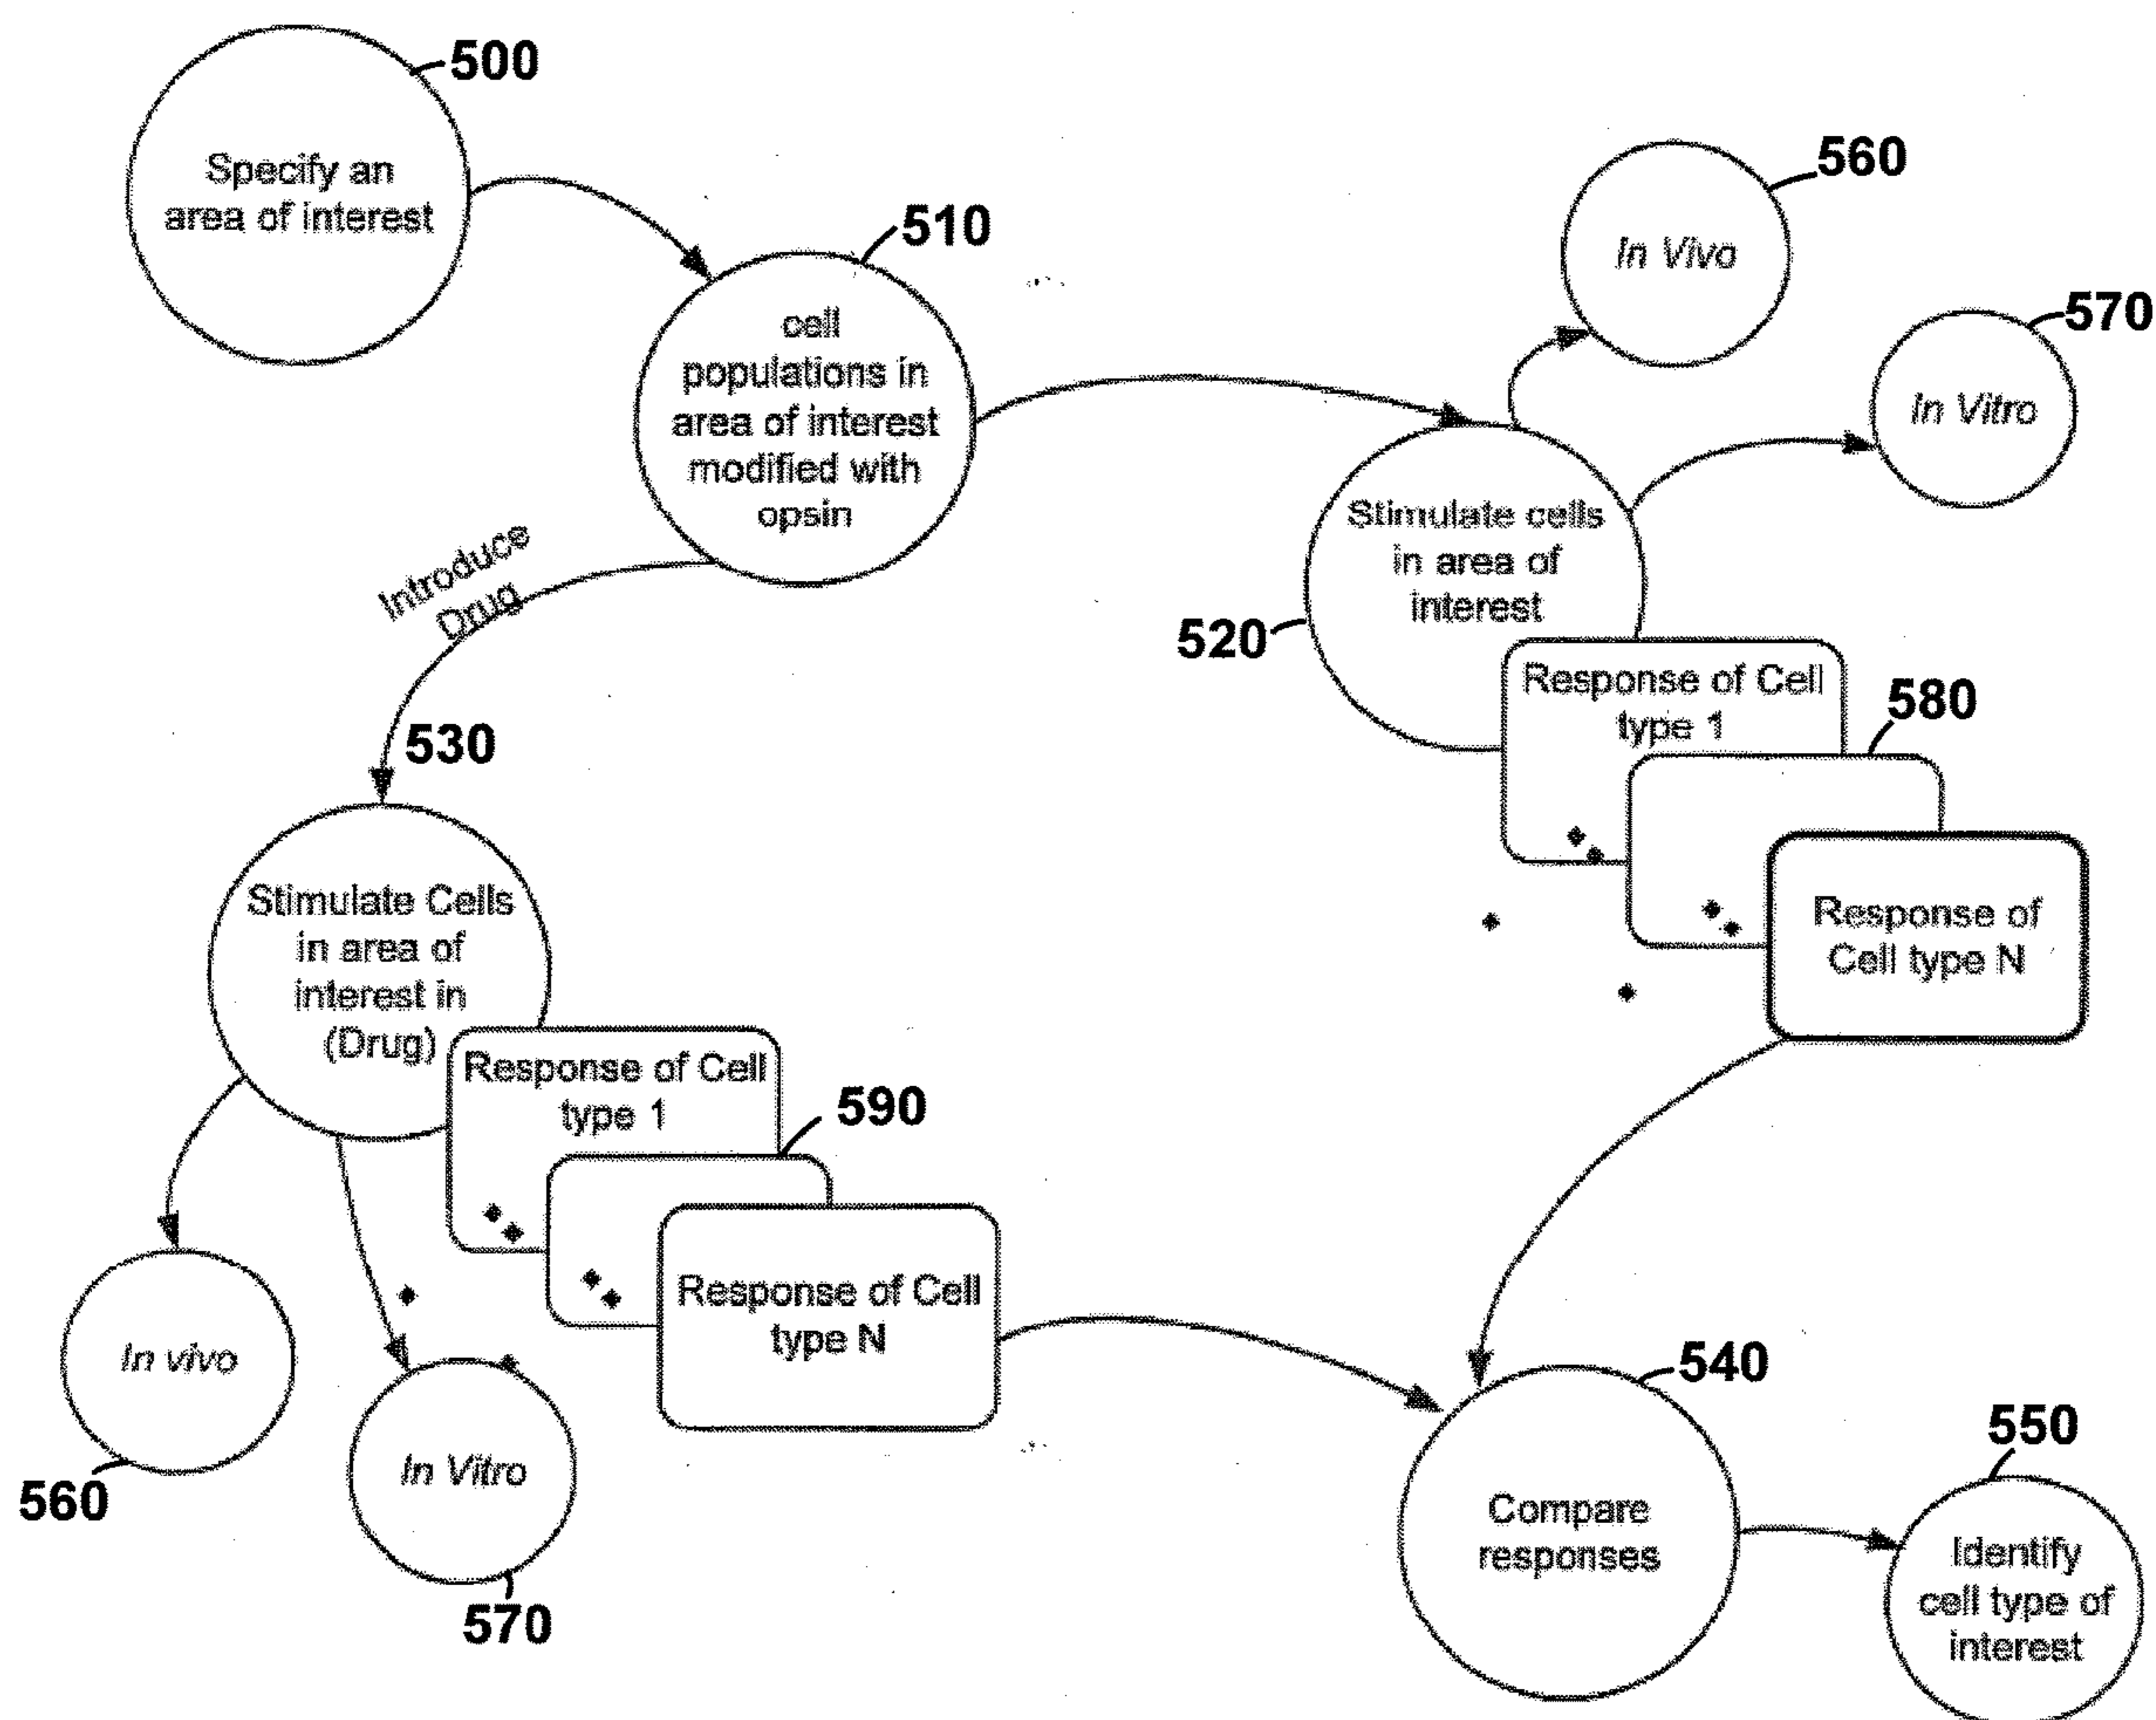 500
Specify an
area of interest
510
cell
populations in
area of interest
modified with
opsin
560
In Vivo
570
In Vitro
Stimulate cells
in area of
interest
520
Introduce
Drug
530
Response of Cell
type 1
580
Response of
Cell type N
Stimulate Cells
in area of
interest in
(Drug)
Response of Cell
type 1
590
Response of Cell
type N
In vivo
560
In Vitro
570
540
Compare
responses
550
Identify
cell type of
interest